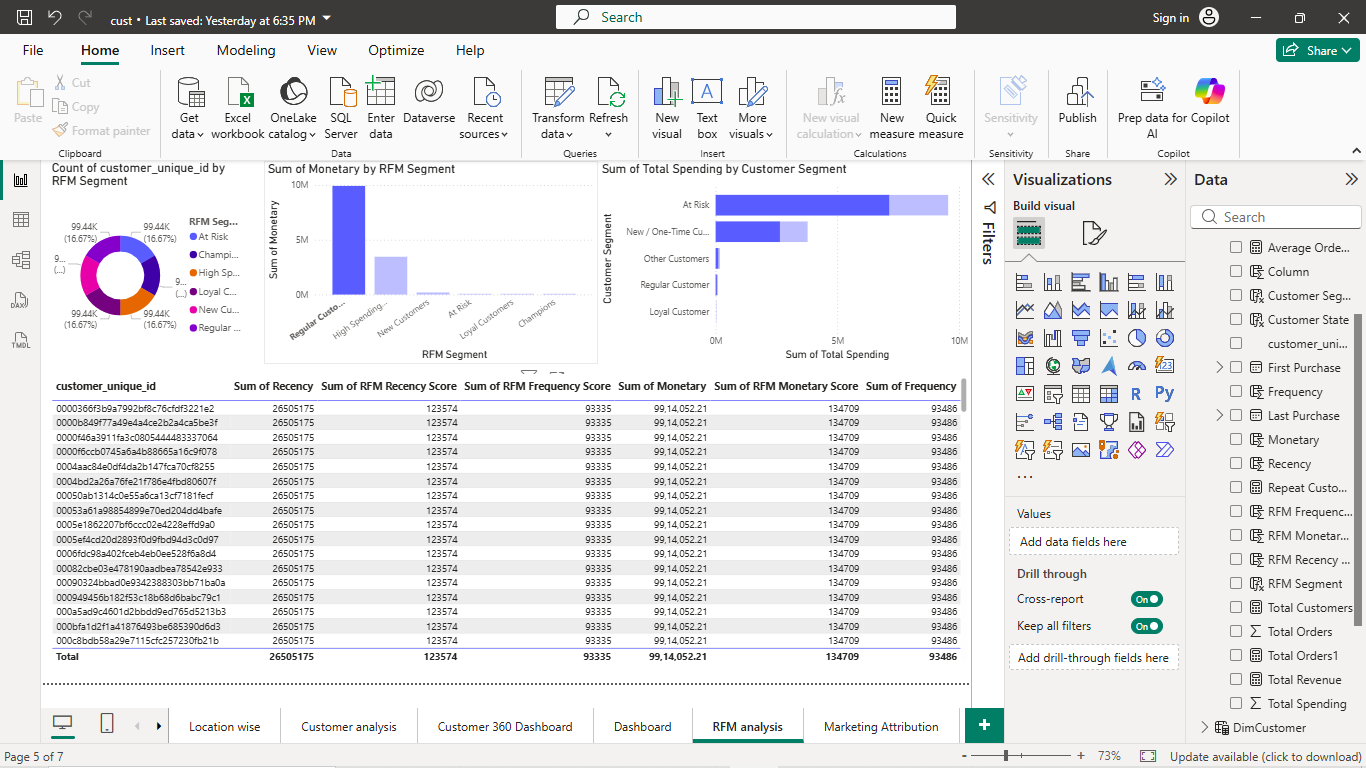 cust • Last saved: Yesterday at 6:35 PM
Search
Sign in
File Home Insert Modeling View Optimize Help
Share
Paste
Cut
Copy
Format painter
Clipboard
Get data
Excel workbook
OneLake catalog
SQL Server
Enter data
Dataverse
Recent sources
Data
Transform data
Refresh
Queries
New visual
Text box
More visuals
Insert
New visual calculation
New measure
Quick measure
Calculations
Sensitivity
Sensitivity
Publish
Share
Prep data for AI
Copilot
Copilot
Count of customer_unique_id by
RFM Segment
99.44K
(16.67%)
99.44K
(16.67%)
9...
(...)
9...
(...)
99.44K
(16.67%)
99.44K
(16.67%)
RFM Seg...
At Risk
Champi...
High Sp...
Loyal C...
New Cu...
Regular ...
Sum of Monetary by RFM Segment
Sum of Monetary
10M
5M
0M
Regular Custo...
High Spending...
New Customers
At Risk
Loyal Customers
Champions
RFM Segment
Sum of Total Spending by Customer Segment
Customer Segment
At Risk
New / One-Time Cu...
Other Customers
Regular Customer
Loyal Customer
0M 5M 10M
Sum of Total Spending
customer_unique_id Sum of Recency Sum of RFM Recency Score Sum of RFM Frequency Score Sum of Monetary Sum of RFM Monetary Score Sum of Frequency
0000366f3b9a7992bf8c76cfdf3221e2 26505175 123574 93335 99,14,052.21 134709 93486
0000b849f77a49e4a4ce2b2a4ca5be3f 26505175 123574 93335 99,14,052.21 134709 93486
0000f46a3911fa3c0805444483337064 26505175 123574 93335 99,14,052.21 134709 93486
0000f6ccb0745a6a4b88665a16c9f078 26505175 123574 93335 99,14,052.21 134709 93486
0004aac84e0df4da2b147fca70cf8255 26505175 123574 93335 99,14,052.21 134709 93486
0004bd2a26a76fe21f786e4fbd80607f 26505175 123574 93335 99,14,052.21 134709 93486
00050ab1314c0e55a6ca13cf7181fecf 26505175 123574 93335 99,14,052.21 134709 93486
00053a61a98854899e70ed204dd4bafe 26505175 123574 93335 99,14,052.21 134709 93486
0005e1862207bf6ccc02e4228effd9a0 26505175 123574 93335 99,14,052.21 134709 93486
0005ef4cd20d2893f0d9fbd94d3c0d97 26505175 123574 93335 99,14,052.21 134709 93486
0006fdc98a402fceb4eb0ee528f6a8d4 26505175 123574 93335 99,14,052.21 134709 93486
00082cbe03e478190aadbea78542e933 26505175 123574 93335 99,14,052.21 134709 93486
00090324bbad0e9342388303bb71ba0a 26505175 123574 93335 99,14,052.21 134709 93486
000949456b182f53c18b68d6babc79c1 26505175 123574 93335 99,14,052.21 134709 93486
000a5ad9c4601d2bbdd9ed765d5213b3 26505175 123574 93335 99,14,052.21 134709 93486
000bfa1d2f1a41876493be685390d6d3 26505175 123574 93335 99,14,052.21 134709 93486
000c8bdb58a29e7115cfc257230fb21b 26505175 123574 93335 99,14,052.21 134709 93486
Total 26505175 123574 93335 99,14,052.21 134709 93486
Filters
Visualizations
Build visual
R Py
Values
Add data fields here
Drill through
Cross-report On
Keep all filters On
Add drill-through fields here
Data
Search
Average Orde...
Column
Customer Seg...
Customer State
customer_uni...
First Purchase
Frequency
Last Purchase
Monetary
Recency
Repeat Custo...
RFM Frequenc...
RFM Monetar...
RFM Recency ...
RFM Segment
Total Customers
Total Orders
Total Orders1
Total Revenue
Total Spending
DimCustomer
Location wise Customer analysis Customer 360 Dashboard Dashboard RFM analysis Marketing Attribution
Page 5 of 7
73%
Update available (click to download)